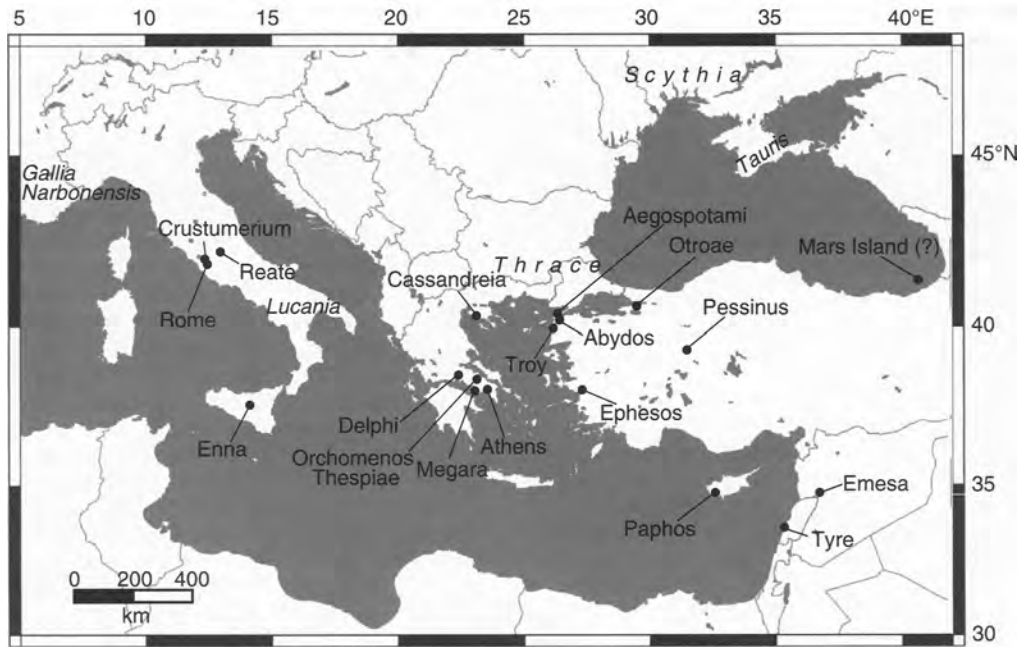 5
10
15
20
25
30
35
40°E
Scythia
Tauris
45°N
Gallia
Narbonensis
Crustumerium
Reate
Rome
Lucania
Cassandreia
Thrace
Aegospotami
Otroae
Mars Island (?)
Pessinus
40
Abydos
Troy
Ephesos
Delphi
Enna
Orchomenos
Thespiae
Megara
Athens
35
Paphos
Emesa
Tyre
0 200 400
km
30